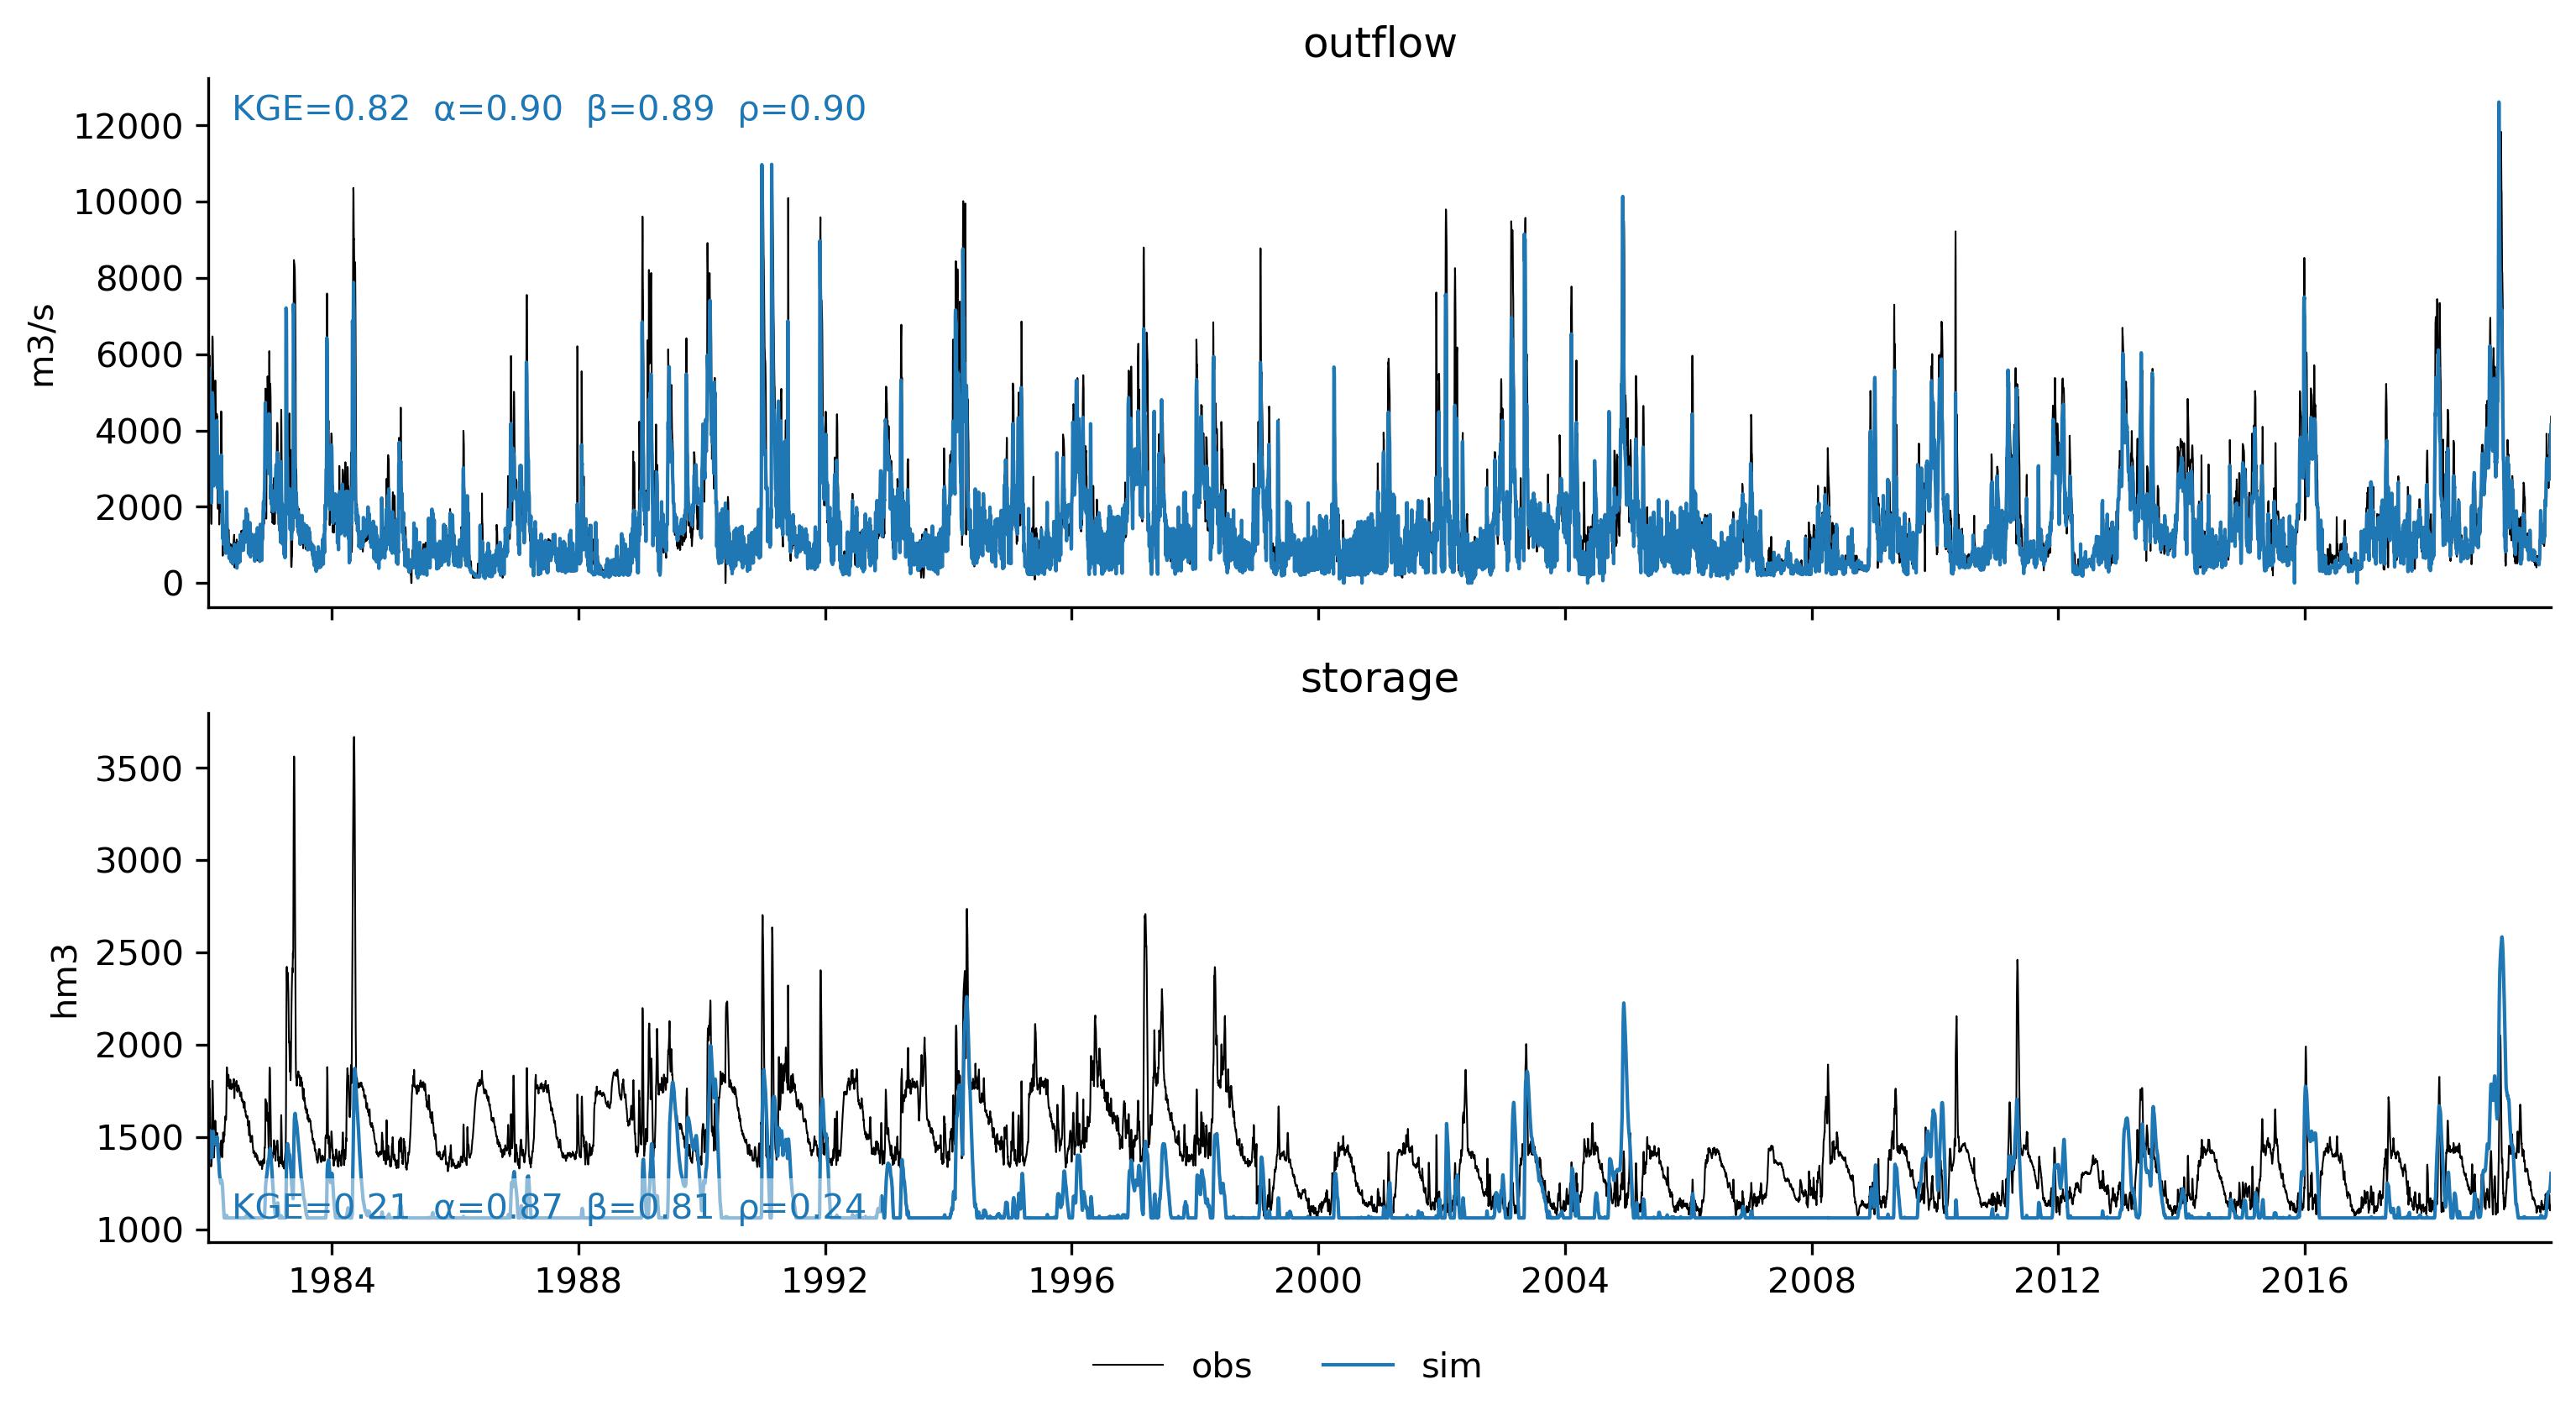 outflow
KGE=0.82 α=0.90 β=0.89 ρ=0.90
12000
10000
8000
6000
4000
2000
0
m3/s
storage
3500
3000
2500
2000
1500
1000
hm3
KGE=0.21 α=0.87 β=0.81 ρ=0.24
1984 1988 1992 1996 2000 2004 2008 2012 2016
obs sim